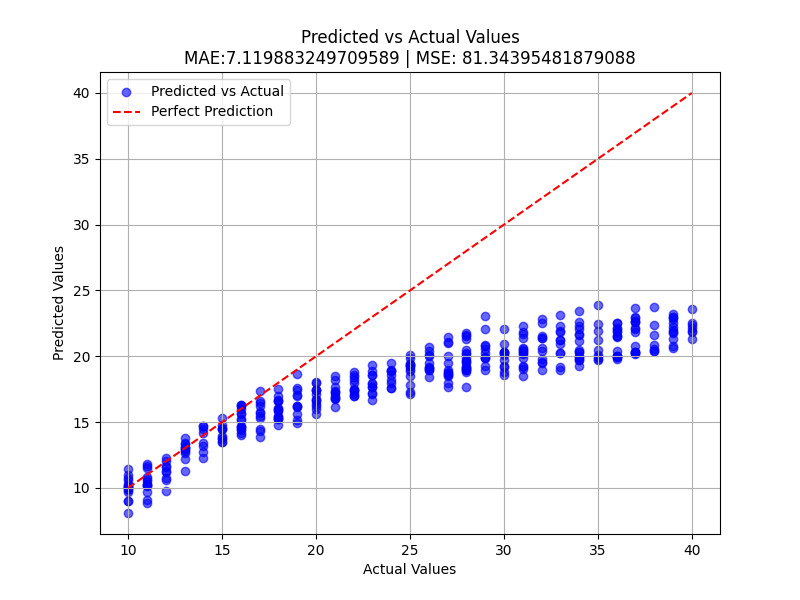 Predicted vs Actual Values
MAE:7.119883249709589 | MSE: 81.34395481879088
Predicted vs Actual
Perfect Prediction
Predicted Values
40
35
30
25
20
15
10
10 15 20 25 30 35 40
Actual Values